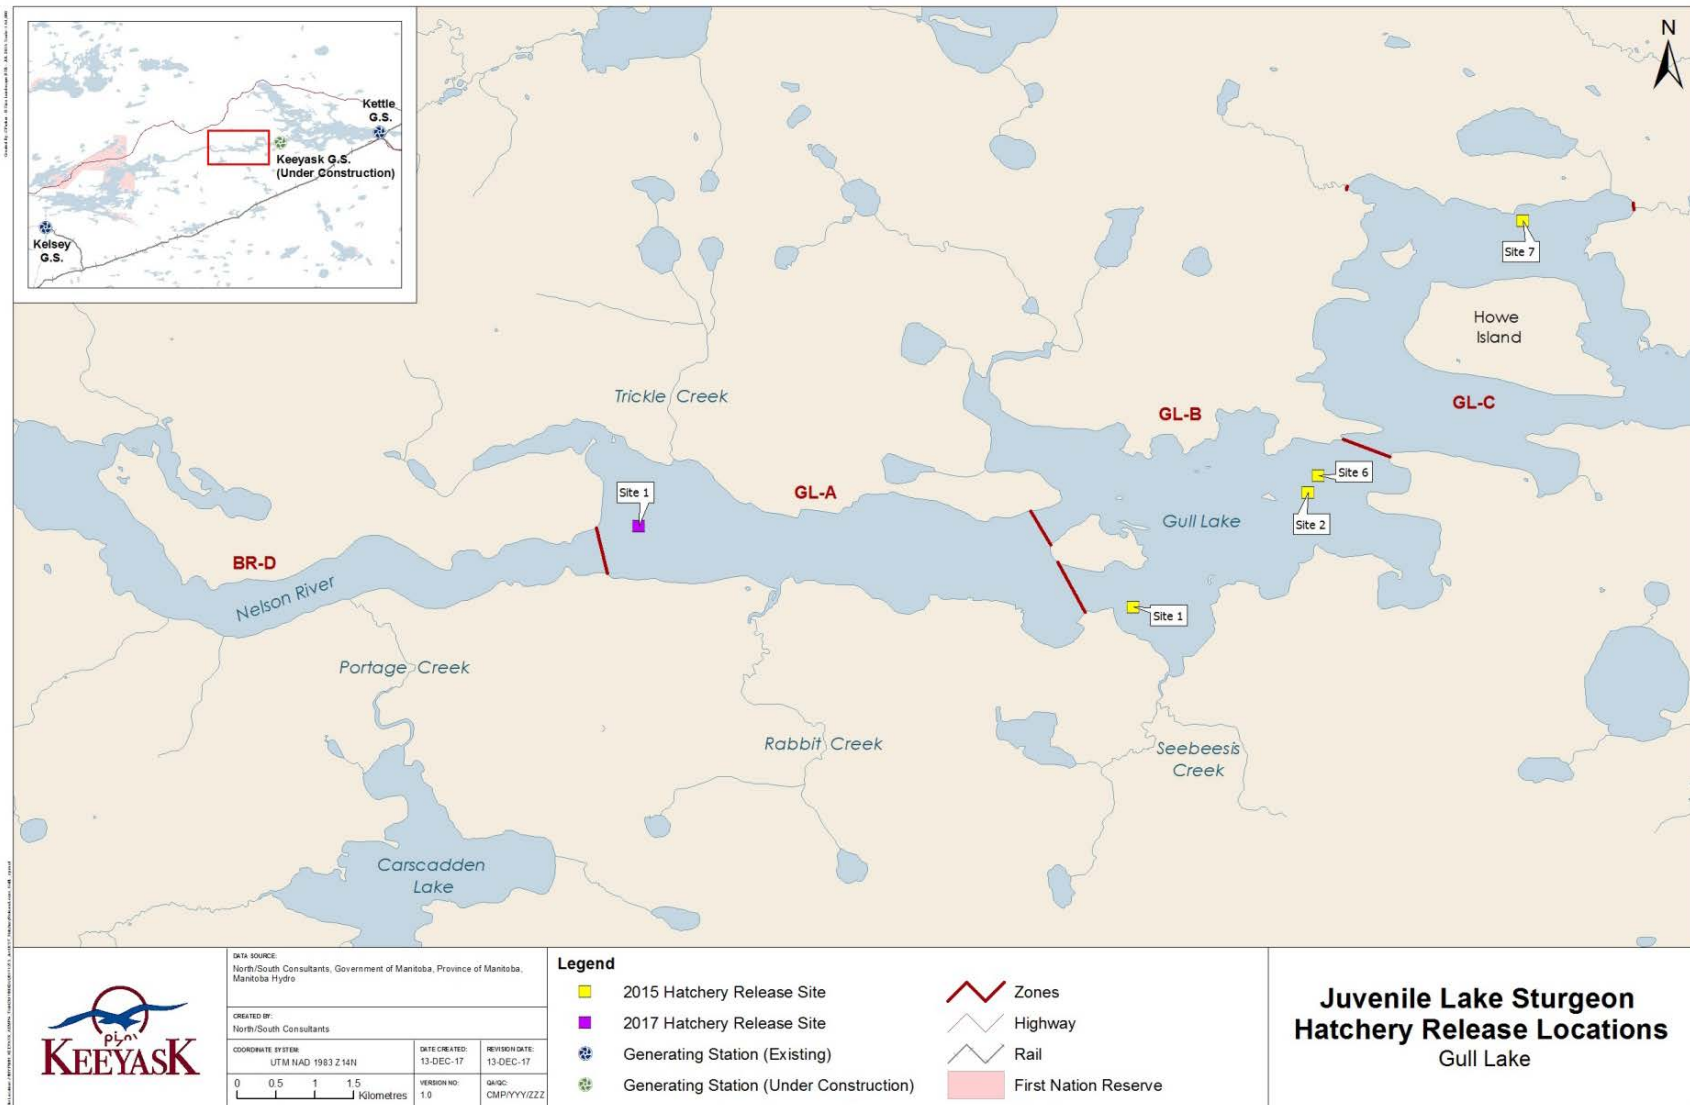 N
Kettle
G.S.
Keeyask G.S.
(Under Construction)
Kelsey
G.S.
Site 7
Howe
Island
Trickle Creek
GL-B
GL-C
Site 6
Site 1
GL-A
Gull Lake
Site 2
BR-D
Nelson River
Site 1
Portage Creek
Rabbit Creek
Seebeesis
Creek
Carscadden
Lake
KEEYASK
DATA SOURCE:
North/South Consultants, Government of Manitoba, Province of Manitoba,
Manitoba Hydro
CREATED BY:
North/South Consultants
COORDINATE SYSTEM:
UTM NAD 1983 Z14N
DATE CREATED:
13-DEC-17
REVISION DATE:
13-DEC-17
0 0.5 1 1.5
Kilometres
VERSION NO:
1.0
QA/QC:
CMP/YYY/ZZZ
Legend
2015 Hatchery Release Site
2017 Hatchery Release Site
Generating Station (Existing)
Generating Station (Under Construction)
Zones
Highway
Rail
First Nation Reserve
Juvenile Lake Sturgeon
Hatchery Release Locations
Gull Lake